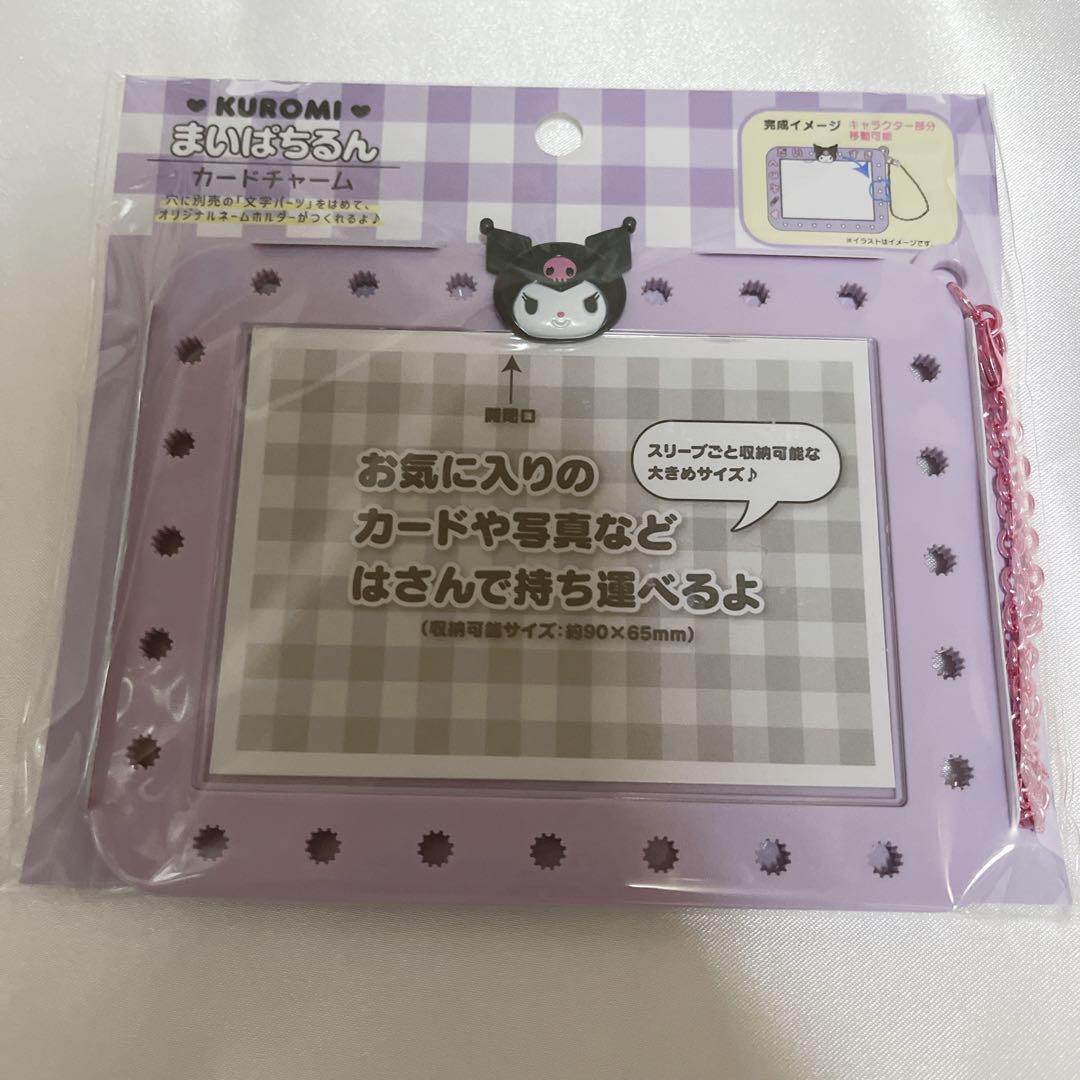 ♥ KUROMI ♥
まいぱちるん
カードチャーム
穴に別売の「文字パーツ」をはめて、
オリジナルネームホルダーがつくれるよ♪
完成イメージ
キャラクター部分
移動可能
※イラストはイメージです
開閉口
スリーブごと収納可能な
大きめサイズ♪
お気に入りの
カードや写真など
はさんで持ち運べるよ
(収納可能サイズ:約90×65mm)